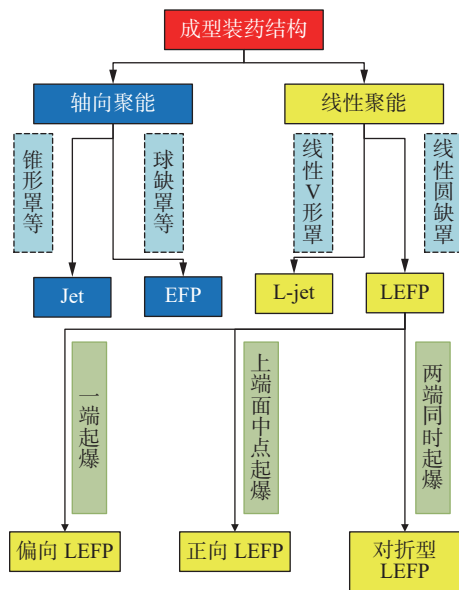 成型装药结构
轴向聚能
线性聚能
锥形罩等
球缺罩等
线性V形罩
线性圆缺罩
Jet
EFP
L-jet
LEFP
一端起爆
上端面中点起爆
两端同时起爆
偏向 LEFP
正向 LEFP
对折型
LEFP